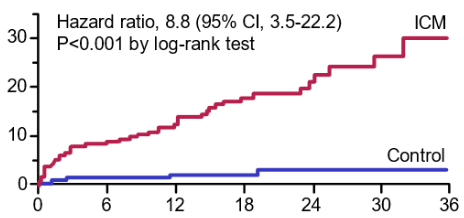 Hazard ratio, 8.8 (95% CI, 3.5-22.2)
P<0.001 by log-rank test
ICM
Control
30
20
10
0
0 6 12 18 24 30 36